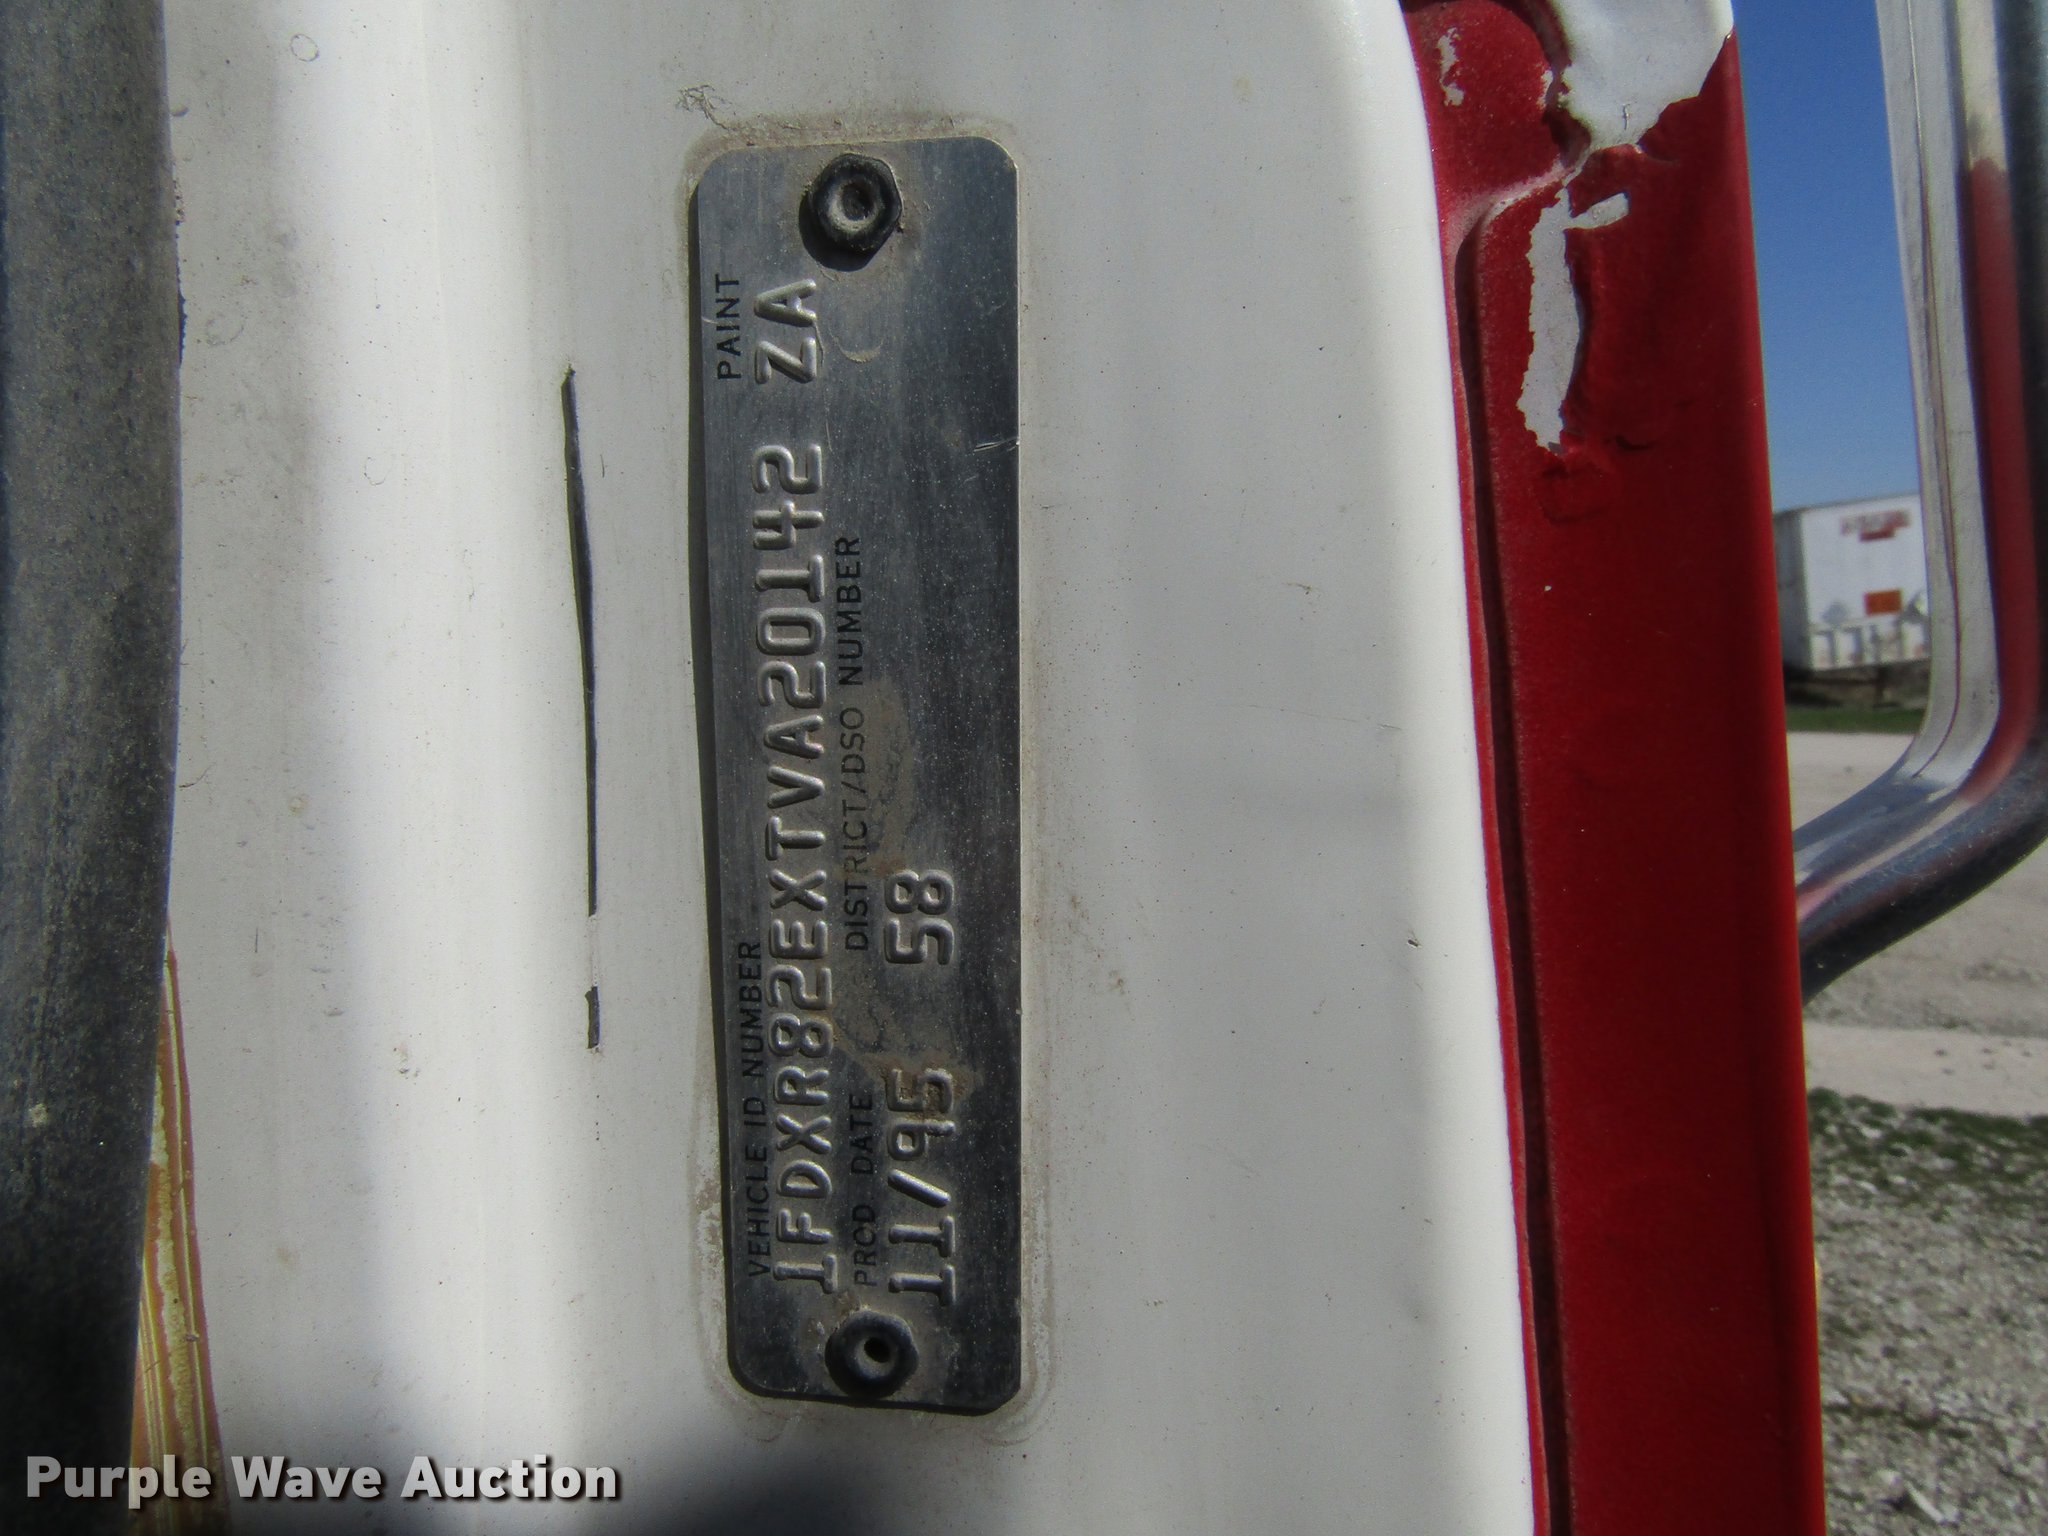 PAINT
VEHICLE ID NUMBER
1FDXR82EXTVA20142 ZA
PROD DATE DISTRICT/DSO NUMBER
11/95 58
Purple Wave Auction